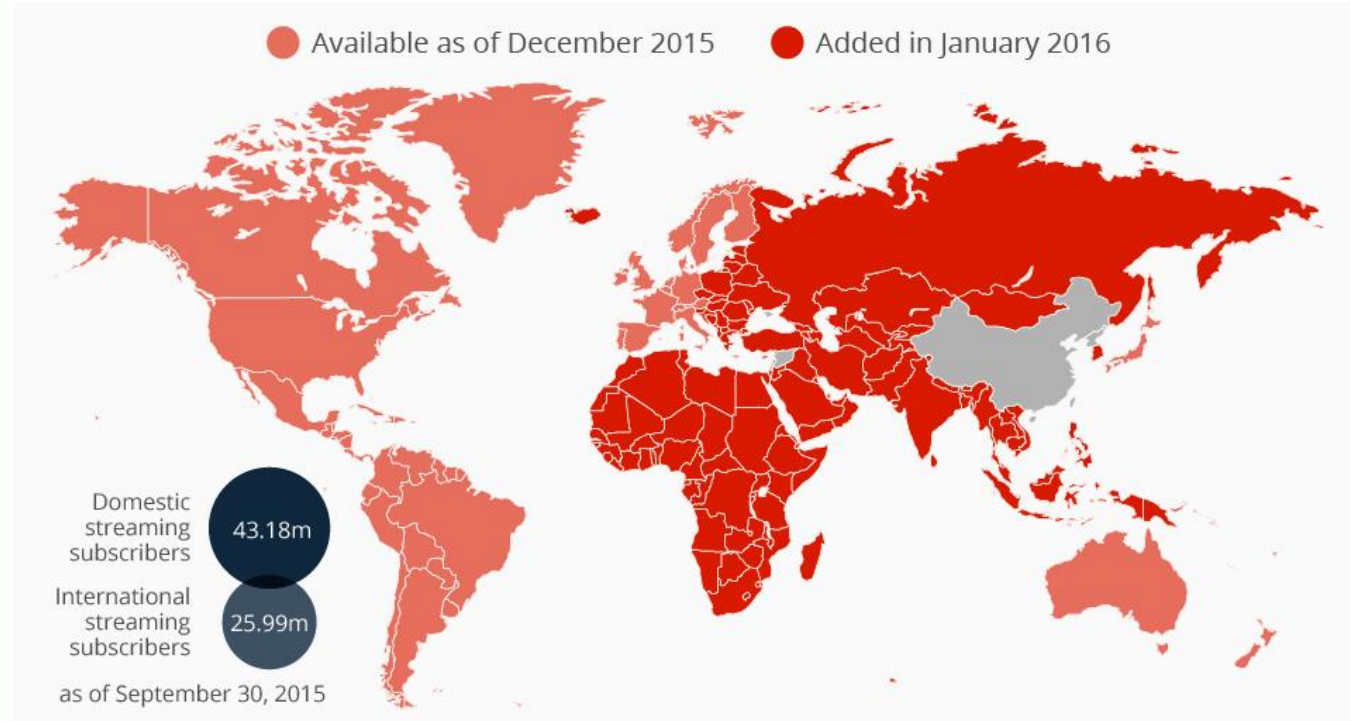 Available as of December 2015
Added in January 2016
Domestic
streaming
subscribers
43.18m
International
streaming
subscribers
25.99m
as of September 30, 2015